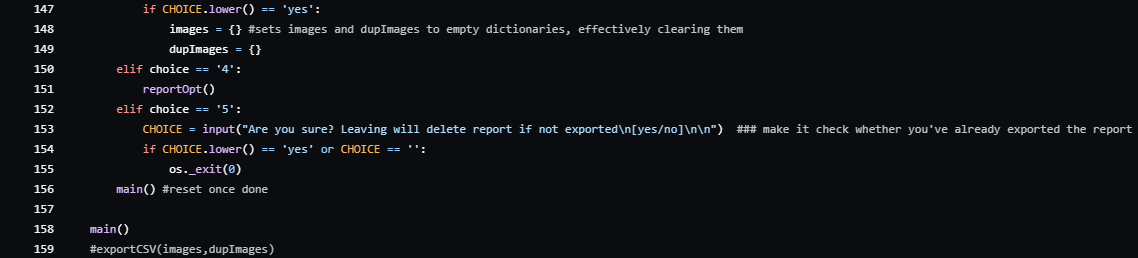 147 if CHOICE.lower() == 'yes':
148 images = {} #sets images and dupImages to empty dictionaries, effectively clearing them
149 dupImages = {}
150 elif choice == '4':
151 reportOpt()
152 elif choice == '5':
153 CHOICE = input("Are you sure? Leaving will delete report if not exported\n[yes/no]\n\n") ### make it check whether you've already exported the report
154 if CHOICE.lower() == 'yes' or CHOICE == '':
155 os._exit(0)
156 main() #reset once done
157
158 main()
159 #exportCSV(images,dupImages)